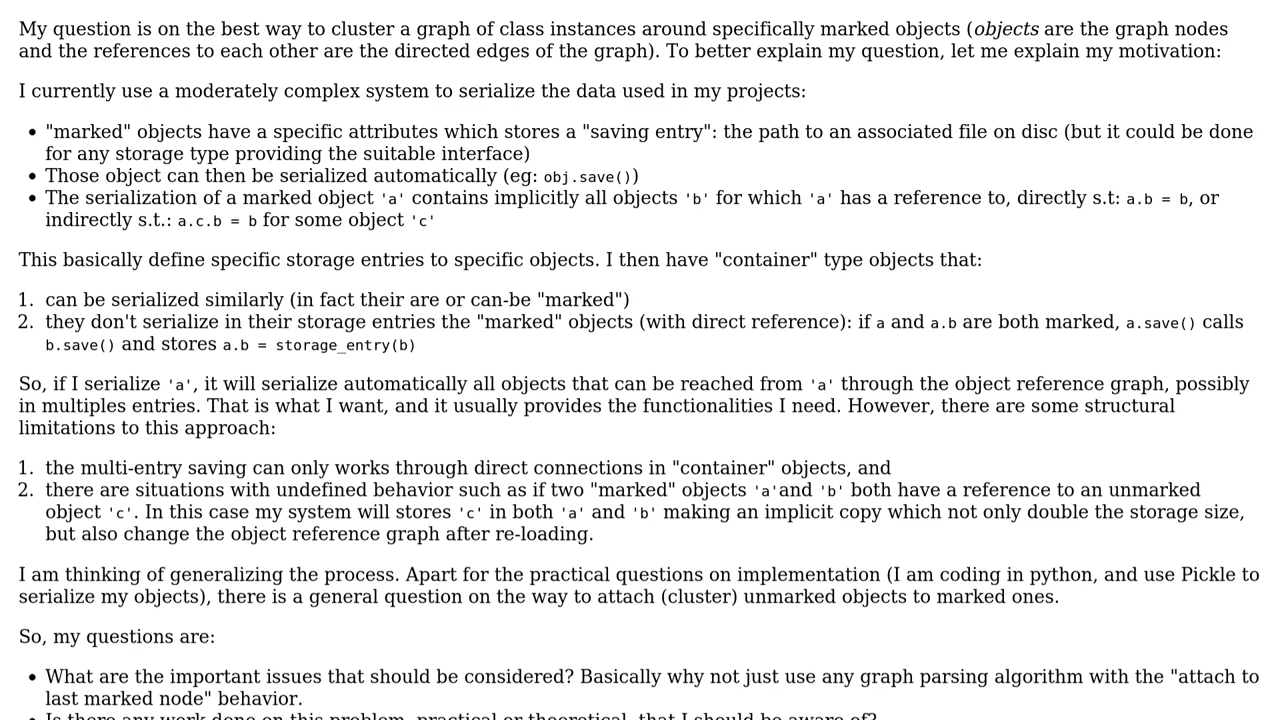 My question is on the best way to cluster a graph of class instances around specifically marked objects (objects are the graph nodes
and the references to each other are the directed edges of the graph). To better explain my question, let me explain my motivation:
I currently use a moderately complex system to serialize the data used in my projects:
• "marked" objects have a specific attributes which stores a "saving entry": the path to an associated file on disc (but it could be done
for any storage type providing the suitable interface)
• Those object can then be serialized automatically (eg: obj.save())
• The serialization of a marked object 'a' contains implicitly all objects 'b' for which 'a' has a reference to, directly s.t: a.b = b, or
indirectly s.t.: a.c.b = b for some object 'c'
This basically define specific storage entries to specific objects. I then have "container" type objects that:
1. can be serialized similarly (in fact their are or can-be "marked")
2. they don't serialize in their storage entries the "marked" objects (with direct reference): if a and a.b are both marked, a.save() calls
b.save() and stores a.b = storage_entry(b)
So, if I serialize 'a', it will serialize automatically all objects that can be reached from 'a' through the object reference graph, possibly
in multiples entries. That is what I want, and it usually provides the functionalities I need. However, there are some structural
limitations to this approach:
1. the multi-entry saving can only works through direct connections in "container" objects, and
2. there are situations with undefined behavior such as if two "marked" objects 'a'and 'b' both have a reference to an unmarked
object 'c'. In this case my system will stores 'c' in both 'a' and 'b' making an implicit copy which not only double the storage size,
but also change the object reference graph after re-loading.
I am thinking of generalizing the process. Apart for the practical questions on implementation (I am coding in python, and use Pickle to
serialize my objects), there is a general question on the way to attach (cluster) unmarked objects to marked ones.
So, my questions are:
• What are the important issues that should be considered? Basically why not just use any graph parsing algorithm with the "attach to
last marked node" behavior.
• Is there any work done on this problem, practical or theoretical, that I should be aware of?